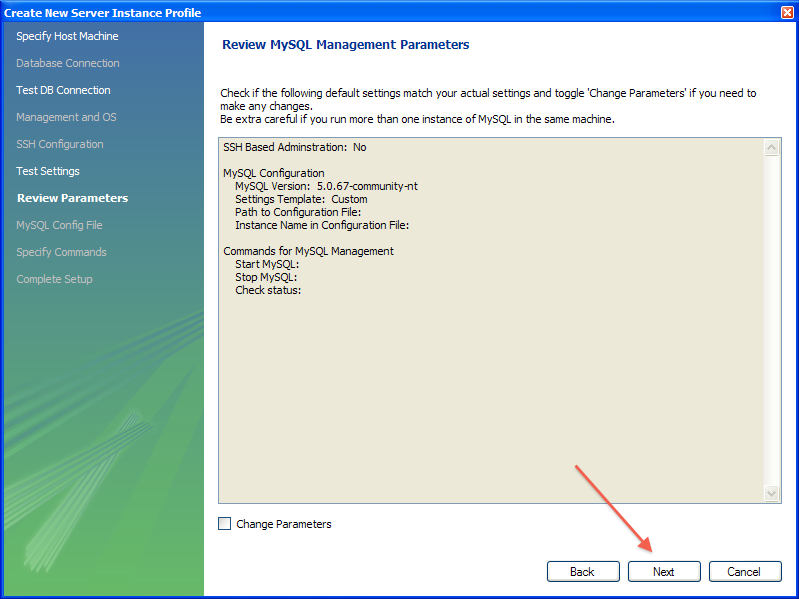 Create New Server Instance Profile
Specify Host Machine
Database Connection
Test DB Connection
Management and OS
SSH Configuration
Test Settings
Review Parameters
MySQL Config File
Specify Commands
Complete Setup
Review MySQL Management Parameters
Check if the following default settings match your actual settings and toggle 'Change Parameters' if you need to
make any changes.
Be extra careful if you run more than one instance of MySQL in the same machine.
SSH Based Adminstration: No
MySQL Configuration
MySQL Version: 5.0.67-community-nt
Settings Template: Custom
Path to Configuration File:
Instance Name in Configuration File:
Commands for MySQL Management
Start MySQL:
Stop MySQL:
Check status:
Change Parameters
Back
Next
Cancel